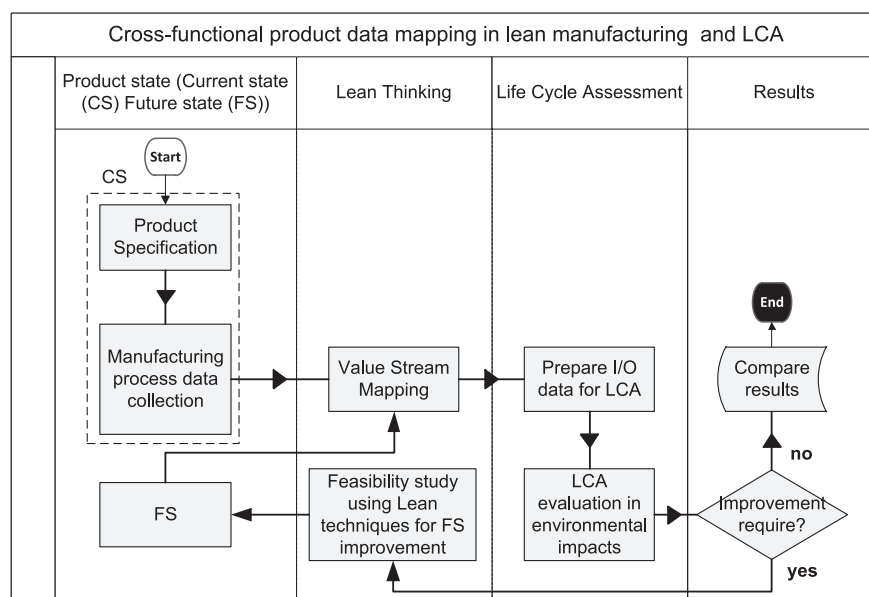 Cross-functional product data mapping in lean manufacturing and LCA
Product state (Current state
(CS) Future state (FS))
Lean Thinking
Life Cycle Assessment
Results
Start
CS
Product
Specification
Manufacturing
process data
collection
Value Stream
Mapping
Prepare I/O
data for LCA
End
Compare
results
no
FS
Feasibility study
using Lean
techniques for FS
improvement
LCA
evaluation in
environmental
impacts
Improvement
require?
yes